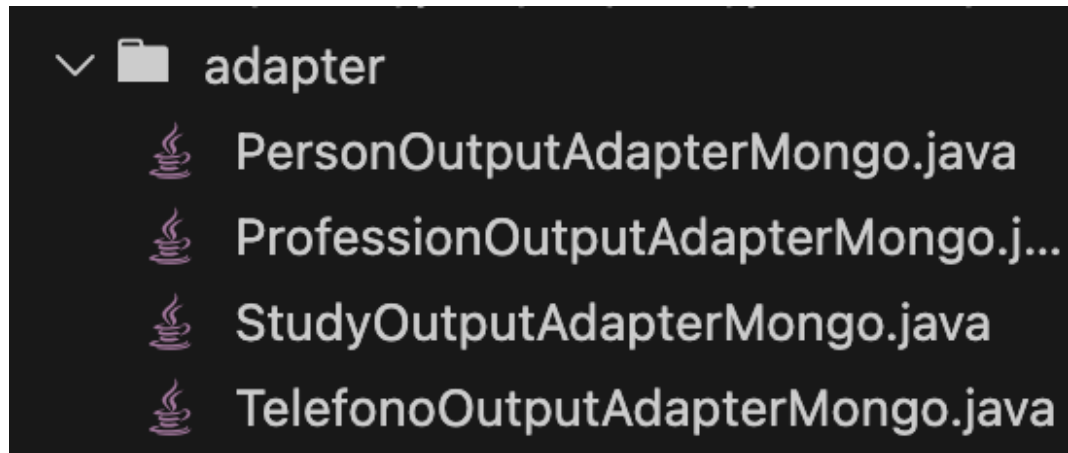 adapter
PersonOutputAdapterMongo.java
ProfessionOutputAdapterMongo.j...
StudyOutputAdapterMongo.java
TelefonoOutputAdapterMongo.java